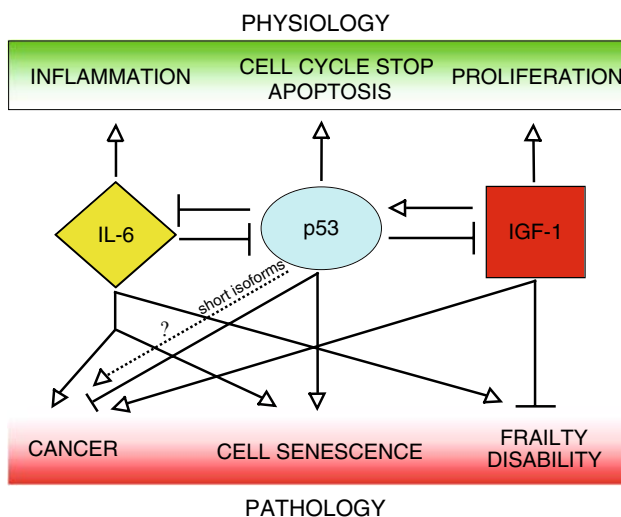 PHYSIOLOGY
INFLAMMATION
CELL CYCLE STOP
APOPTOSIS
PROLIFERATION
IL-6
p53
IGF-1
short isoforms
?
CANCER
CELL SENESCENCE
FRAILTY
DISABILITY
PATHOLOGY